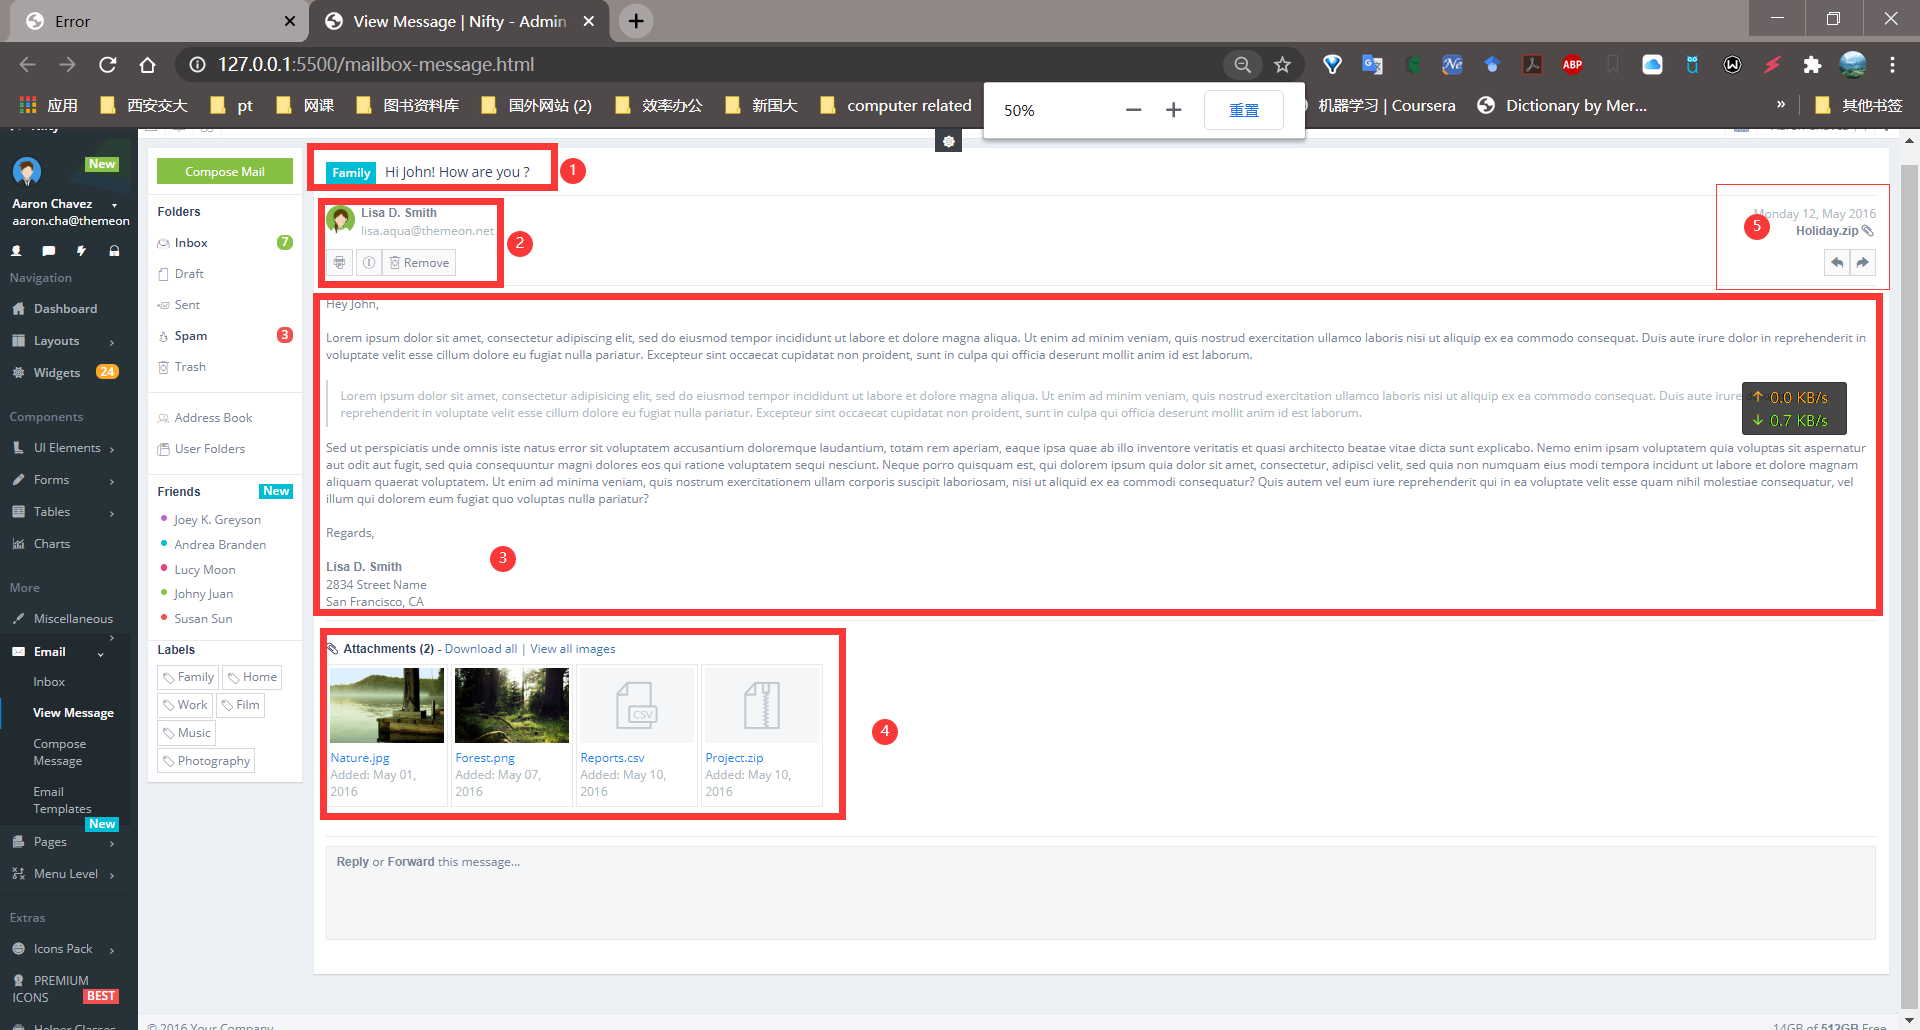 Error
View Message | Nifty - Admin
127.0.0.1:5500/mailbox-message.html
应用
西安交大
pt
网课
图书资料库
国外网站 (2)
效率办公
新国大
computer related
机器学习 | Coursera
Dictionary by Mer...
»
其他书签
50%
重置
ABP
New
Aaron Chavez
aaron.cha@themeon
Navigation
Dashboard
Layouts
Widgets
24
Components
UI Elements
Forms
Tables
Charts
More
Miscellaneous
Email
Inbox
View Message
Compose
Message
Email
Templates
New
Pages
Menu Level
Extras
Icons Pack
PREMIUM
ICONS
BEST
Helper Classes
Compose Mail
Folders
Inbox
7
Draft
Sent
Spam
3
Trash
Address Book
User Folders
Friends
New
Joey K. Greyson
Andrea Branden
Lucy Moon
Johny Juan
Susan Sun
Labels
Family
Home
Work
Film
Music
Photography
Family
Hi John! How are you ?
1
Lisa D. Smith
lisa.aqua@themeon.net
2
Remove
Monday 12, May 2016
5
Holiday.zip
Hey John,
Lorem ipsum dolor sit amet, consectetur adipiscing elit, sed do eiusmod tempor incididunt ut labore et dolore magna aliqua. Ut enim ad minim veniam, quis nostrud exercitation ullamco laboris nisi ut aliquip ex ea commodo consequat. Duis aute irure dolor in reprehenderit in
voluptate velit esse cillum dolore eu fugiat nulla pariatur. Excepteur sint occaecat cupidatat non proident, sunt in culpa qui officia deserunt mollit anim id est laborum.
Lorem ipsum dolor sit amet, consectetur adipiscing elit, sed do eiusmod tempor incididunt ut labore et dolore magna aliqua. Ut enim ad minim veniam, quis nostrud exercitation ullamco laboris nisi ut aliquip ex ea commodo consequat. Duis aute irure
reprehenderit in voluptate velit esse cillum dolore eu fugiat nulla pariatur. Excepteur sint occaecat cupidatat non proident, sunt in culpa qui officia deserunt mollit anim id est laborum.
0.0 KB/s
0.7 KB/s
Sed ut perspiciatis unde omnis iste natus error sit voluptatem accusantium doloremque laudantium, totam rem aperiam, eaque ipsa quae ab illo inventore veritatis et quasi architecto beatae vitae dicta sunt explicabo. Nemo enim ipsam voluptatem quia voluptas sit aspernatur
aut odit aut fugit, sed quia consequuntur magni dolores eos qui ratione voluptatem sequi nesciunt. Neque porro quisquam est, qui dolorem ipsum quia dolor sit amet, consectetur, adipisci velit, sed quia non numquam eius modi tempora incidunt ut labore et dolore magnam
aliquam quaerat voluptatem. Ut enim ad minima veniam, quis nostrum exercitationem ullam corporis suscipit laboriosam, nisi ut aliquid ex ea commodi consequatur? Quis autem vel eum iure reprehenderit qui in ea voluptate velit esse quam nihil molestiae consequatur, vel
illum qui dolorem eum fugiat quo voluptas nulla pariatur?
Regards,
3
Lisa D. Smith
2834 Street Name
San Francisco, CA
Attachments (2) - Download all | View all images
CSV
4
Nature.jpg
Added: May 01,
2016
Forest.png
Added: May 07,
2016
Reports.csv
Added: May 10,
2016
Project.zip
Added: May 10,
2016
Reply or Forward this message...
© 2016 Your Company
14GB of 512GB Free